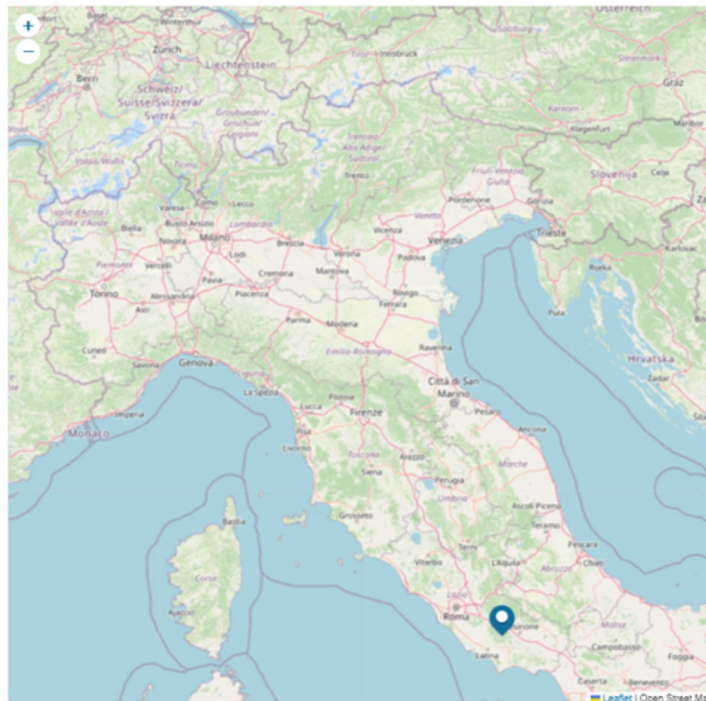 +
−
Österreich
Basel
Winterthur
Zürich
Salzburg
Innsbruck
Tirol
Liechtenstein
Steiermark
Bern
Graz
Schweiz/
Suisse/Svizzera/
Svizra
Graubünden/
Grischun/
Grigioni
Kärnten
Klagenfurt
Maribor
Trentino
Alto Adige/
Südtirol
Valais/Wallis
Ticino
Trento
Friuli-Venezia
Giulia
Slovenija
Celje
Valle d'Aosta /
Vallée d'Aoste
Como
Lecco
Varese
Pordenone
Gorizia
Busto Arsizio
Lombardia
Veneto
Biella
Vicenza
Trieste
Novara
Milano
Brescia
Verona
Venezia
Karlovac
Lodi
Padova
Piemonte
Vercelli
Mantova
Rijeka
Pavia
Cremona
Torino
Alessandria
Piacenza
Rovigo
Asti
Ferrara
Pula
Parma
Modena
Cuneo
Emilia-Romagna
Ravenna
Hrvatska
Savona
Genova
Liguria
Zadar
La Spezia
Città di San
Marino
Imperia
Lucca
Pistoia
Firenze
Pesaro
Monaco
Pisa
Ancona
Livorno
Toscana
Arezzo
Marche
Siena
Perugia
Umbria
Grosseto
Ascoli Piceno
Bastia
Teramo
Terni
Pescara
Viterbo
L'Aquila
Chieti
Corse
Abruzzo
Lazio
Ajaccio
Roma
Molise
Latina
Campobasso
Foggia
Caserta
Benevento
Leaflet | Open Street Ma